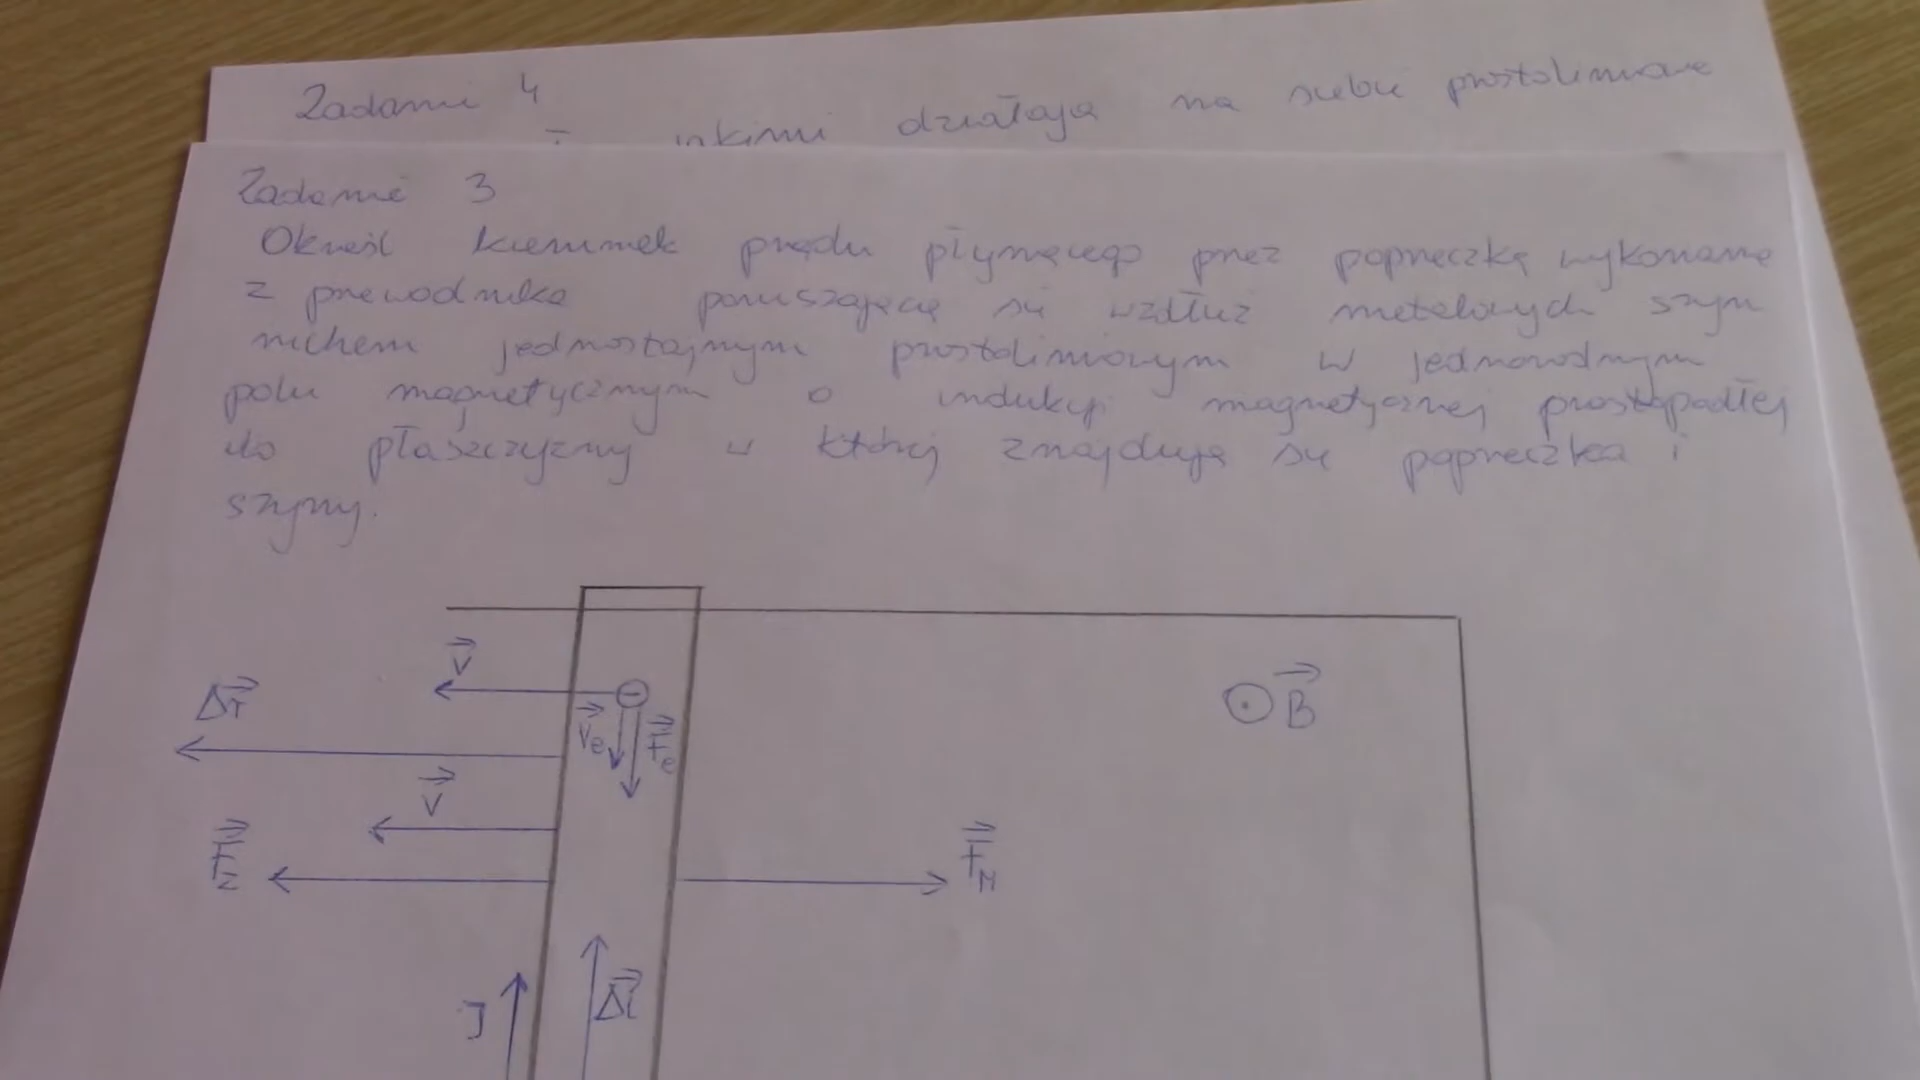 Zadanie 4
inkimi działają na siebie prostoliniowe
Zadanie 3
Określ kierunek prądu płynącego przez poprzeczkę wykonaną
z przewodnika poruszającą się wzdłuż metalowych szyn
ruchem jednostajnym prostoliniowym w jednorodnym
polu magnetycznym o indukcji magnetycznej prostopadłej
do płaszczyzny w której znajdują się poprzeczka i
szyny.
v
Δr
ve
Fe
B
v
Fz
FM
J
Δl